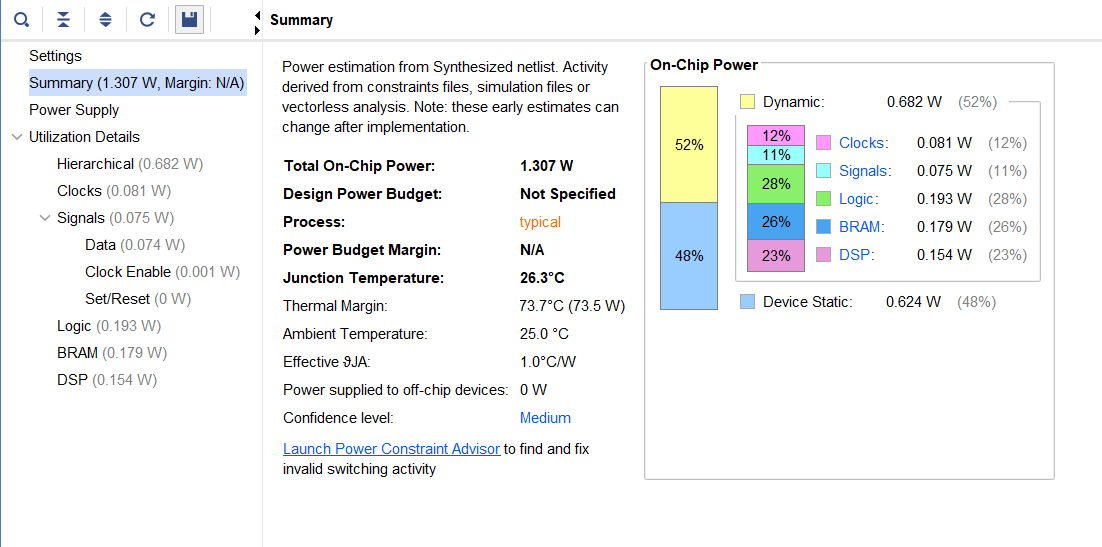 Summary
Settings
Summary (1.307 W, Margin: N/A)
Power Supply
Utilization Details
Hierarchical (0.682 W)
Clocks (0.081 W)
Signals (0.075 W)
Data (0.074 W)
Clock Enable (0.001 W)
Set/Reset (0 W)
Logic (0.193 W)
BRAM (0.179 W)
DSP (0.154 W)
Power estimation from Synthesized netlist. Activity
derived from constraints files, simulation files or
vectorless analysis. Note: these early estimates can
change after implementation.
Total On-Chip Power: 1.307 W
Design Power Budget: Not Specified
Process: typical
Power Budget Margin: N/A
Junction Temperature: 26.3°C
Thermal Margin: 73.7°C (73.5 W)
Ambient Temperature: 25.0 °C
Effective ϑJA: 1.0°C/W
Power supplied to off-chip devices: 0 W
Confidence level: Medium
Launch Power Constraint Advisor to find and fix
invalid switching activity
On-Chip Power
52%
48%
Dynamic: 0.682 W (52%)
12% Clocks: 0.081 W (12%)
11% Signals: 0.075 W (11%)
28% Logic: 0.193 W (28%)
26% BRAM: 0.179 W (26%)
23% DSP: 0.154 W (23%)
Device Static: 0.624 W (48%)